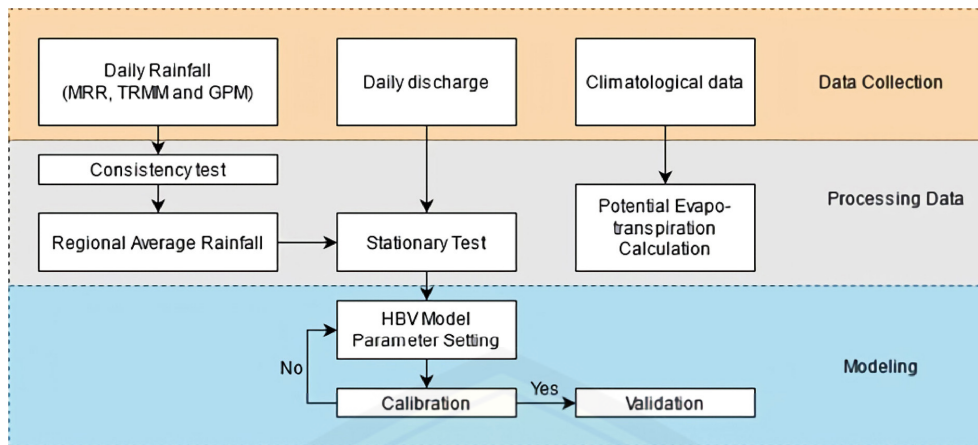 Daily Rainfall
(MRR, TRMM and GPM)
Daily discharge
Climatological data
Data Collection
Consistency test
Regional Average Rainfall
Stationary Test
Potential Evapo-
transpiration
Calculation
Processing Data
HBV Model
Parameter Setting
No
Calibration
Yes
Validation
Modeling